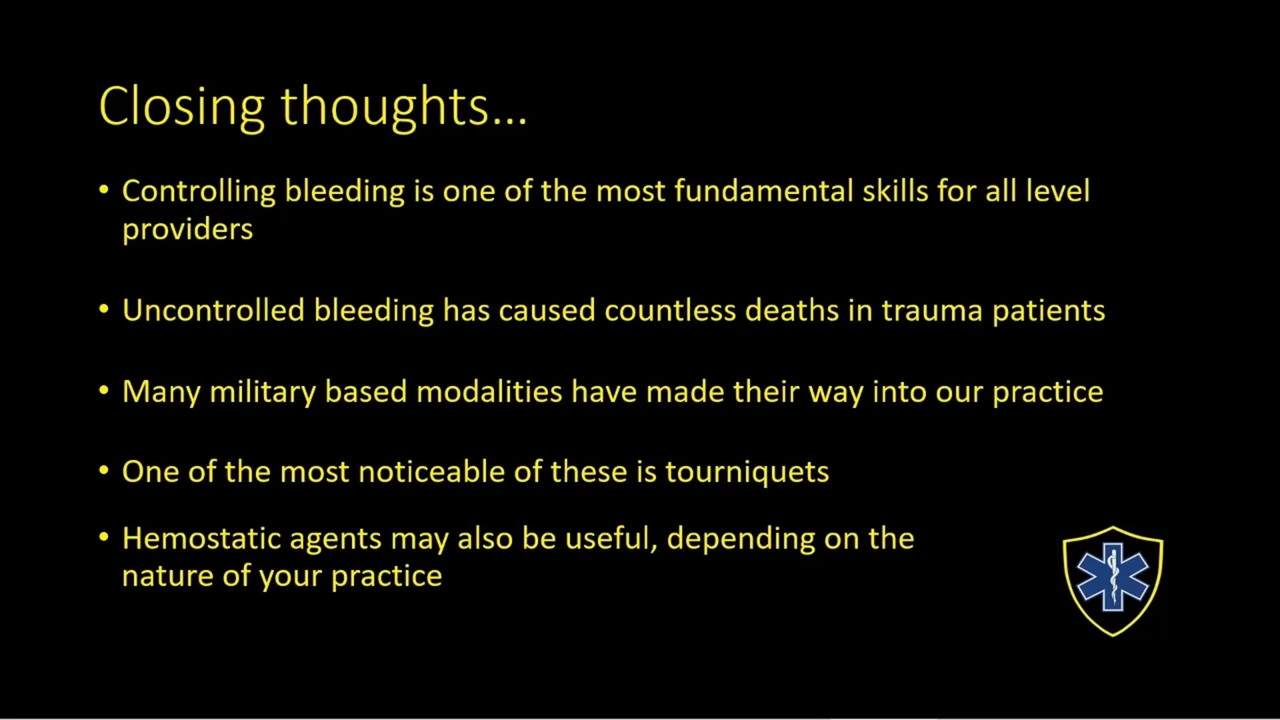 Closing thoughts...
• Controlling bleeding is one of the most fundamental skills for all level
providers
• Uncontrolled bleeding has caused countless deaths in trauma patients
• Many military based modalities have made their way into our practice
• One of the most noticeable of these is tourniquets
• Hemostatic agents may also be useful, depending on the
nature of your practice